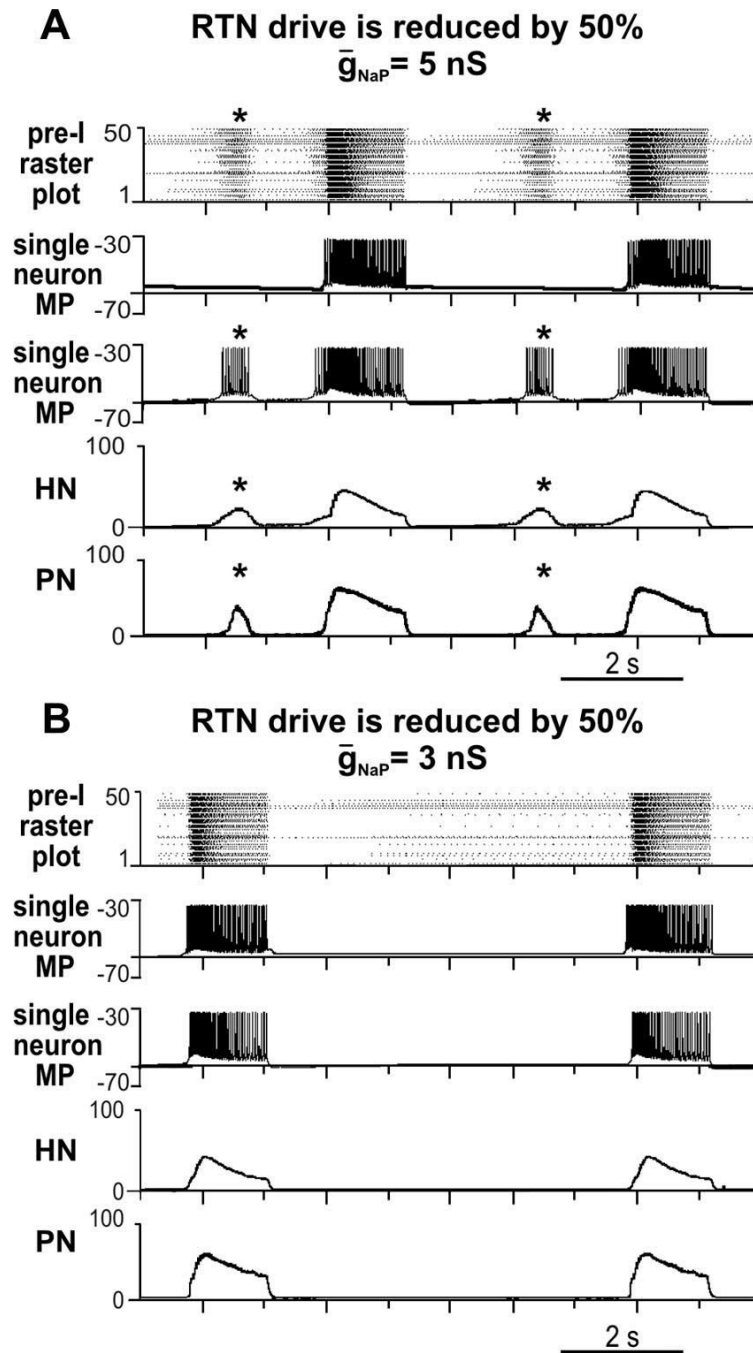 A RTN drive is reduced by 50%
ḡNaP = 5 nS
* *
pre-I 50
raster
plot 1
single -30
neuron
MP -70
* *
single -30
neuron
MP -70
100
* *
HN
0
100
* *
PN
0
2 s
B RTN drive is reduced by 50%
ḡNaP = 3 nS
pre-I 50
raster
plot 1
single -30
neuron
MP -70
single -30
neuron
MP -70
100
HN
0
100
PN
0
2 s